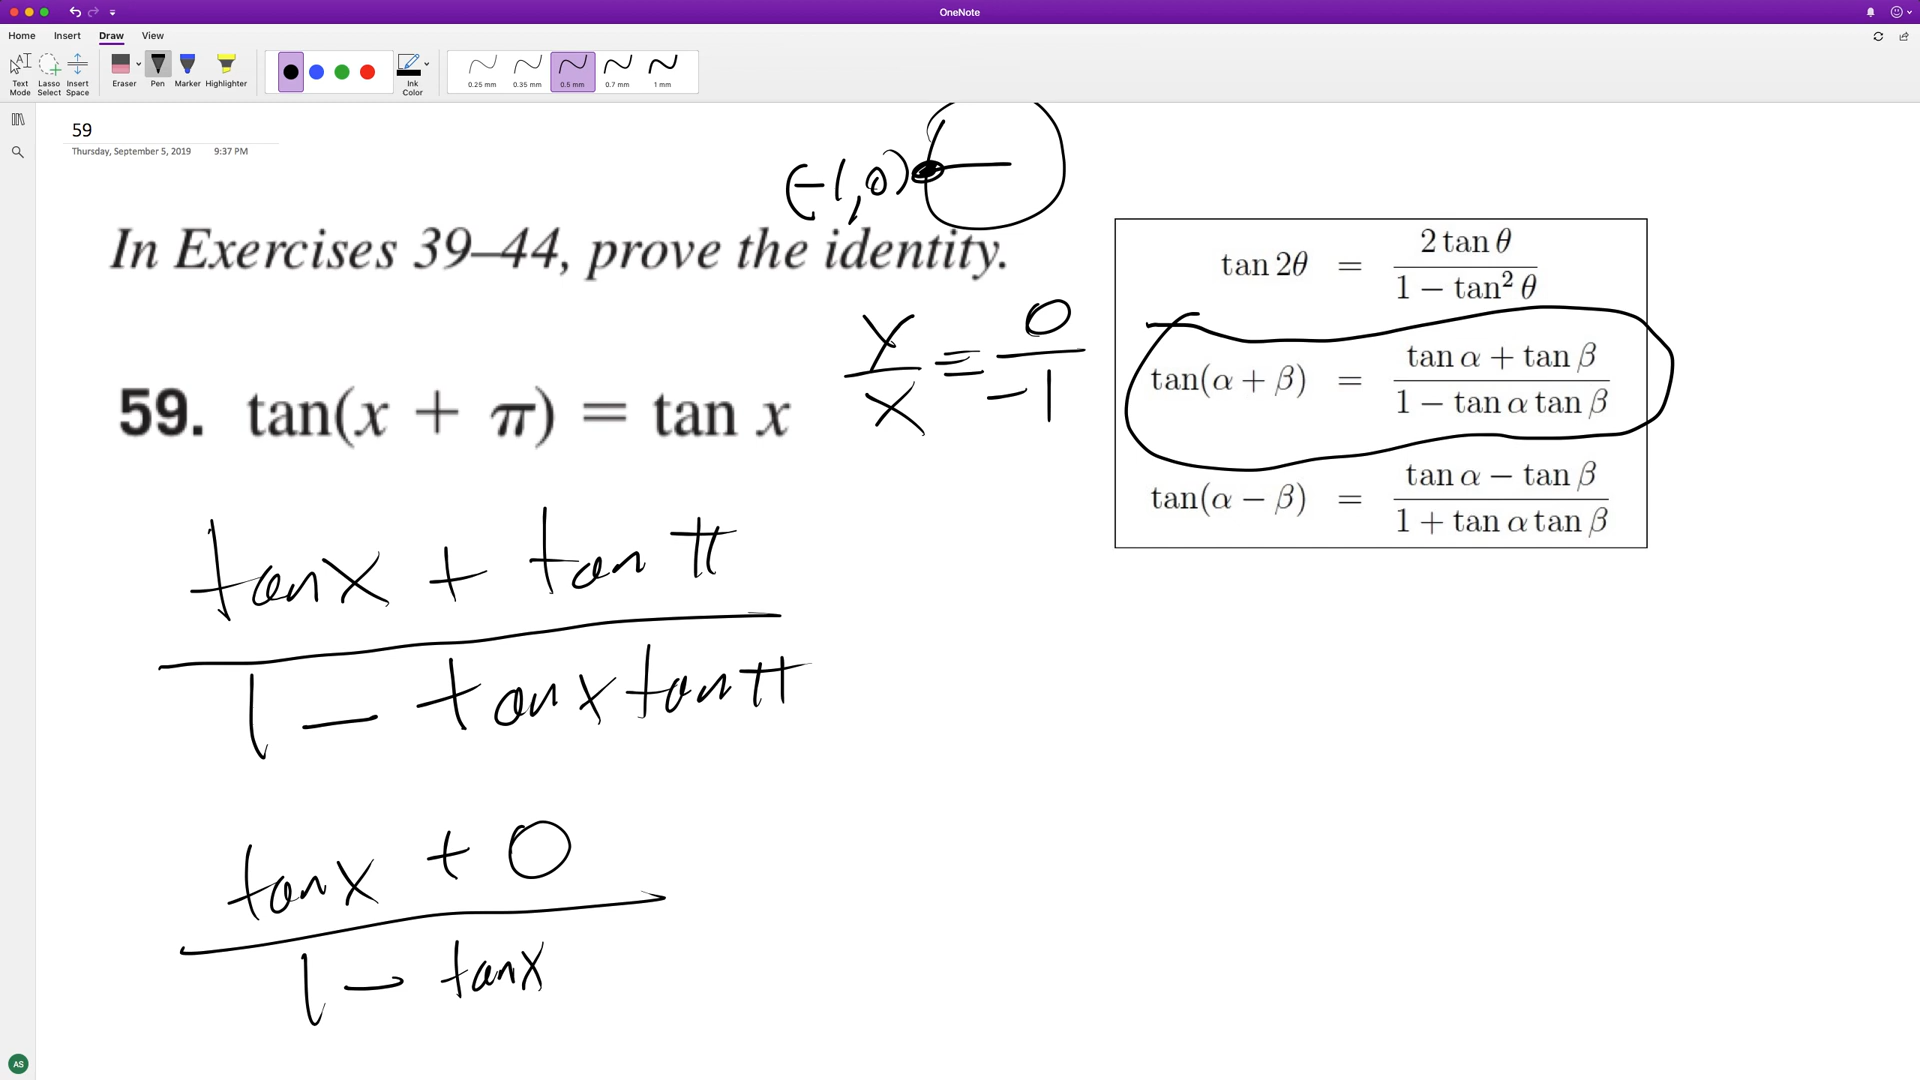 OneNote
Home Insert Draw View
Text Mode
Lasso Select
Insert Space
Eraser
Pen
Marker
Highlighter
Ink Color
0.25 mm
0.35 mm
0.5 mm
0.7 mm
1 mm
59
Thursday, September 5, 2019 9:37 PM
(-1,0)
In Exercises 39–44, prove the identity.
y/x = 0/-1
59. tan(x + π) = tan x
tan 2θ = 2 tan θ / 1 − tan² θ
tan(α + β) = tan α + tan β / 1 − tan α tan β
tan(α − β) = tan α − tan β / 1 + tan α tan β
tanx + tan π
1 - tanx tan π
tanx + 0
1 - tanx
AS